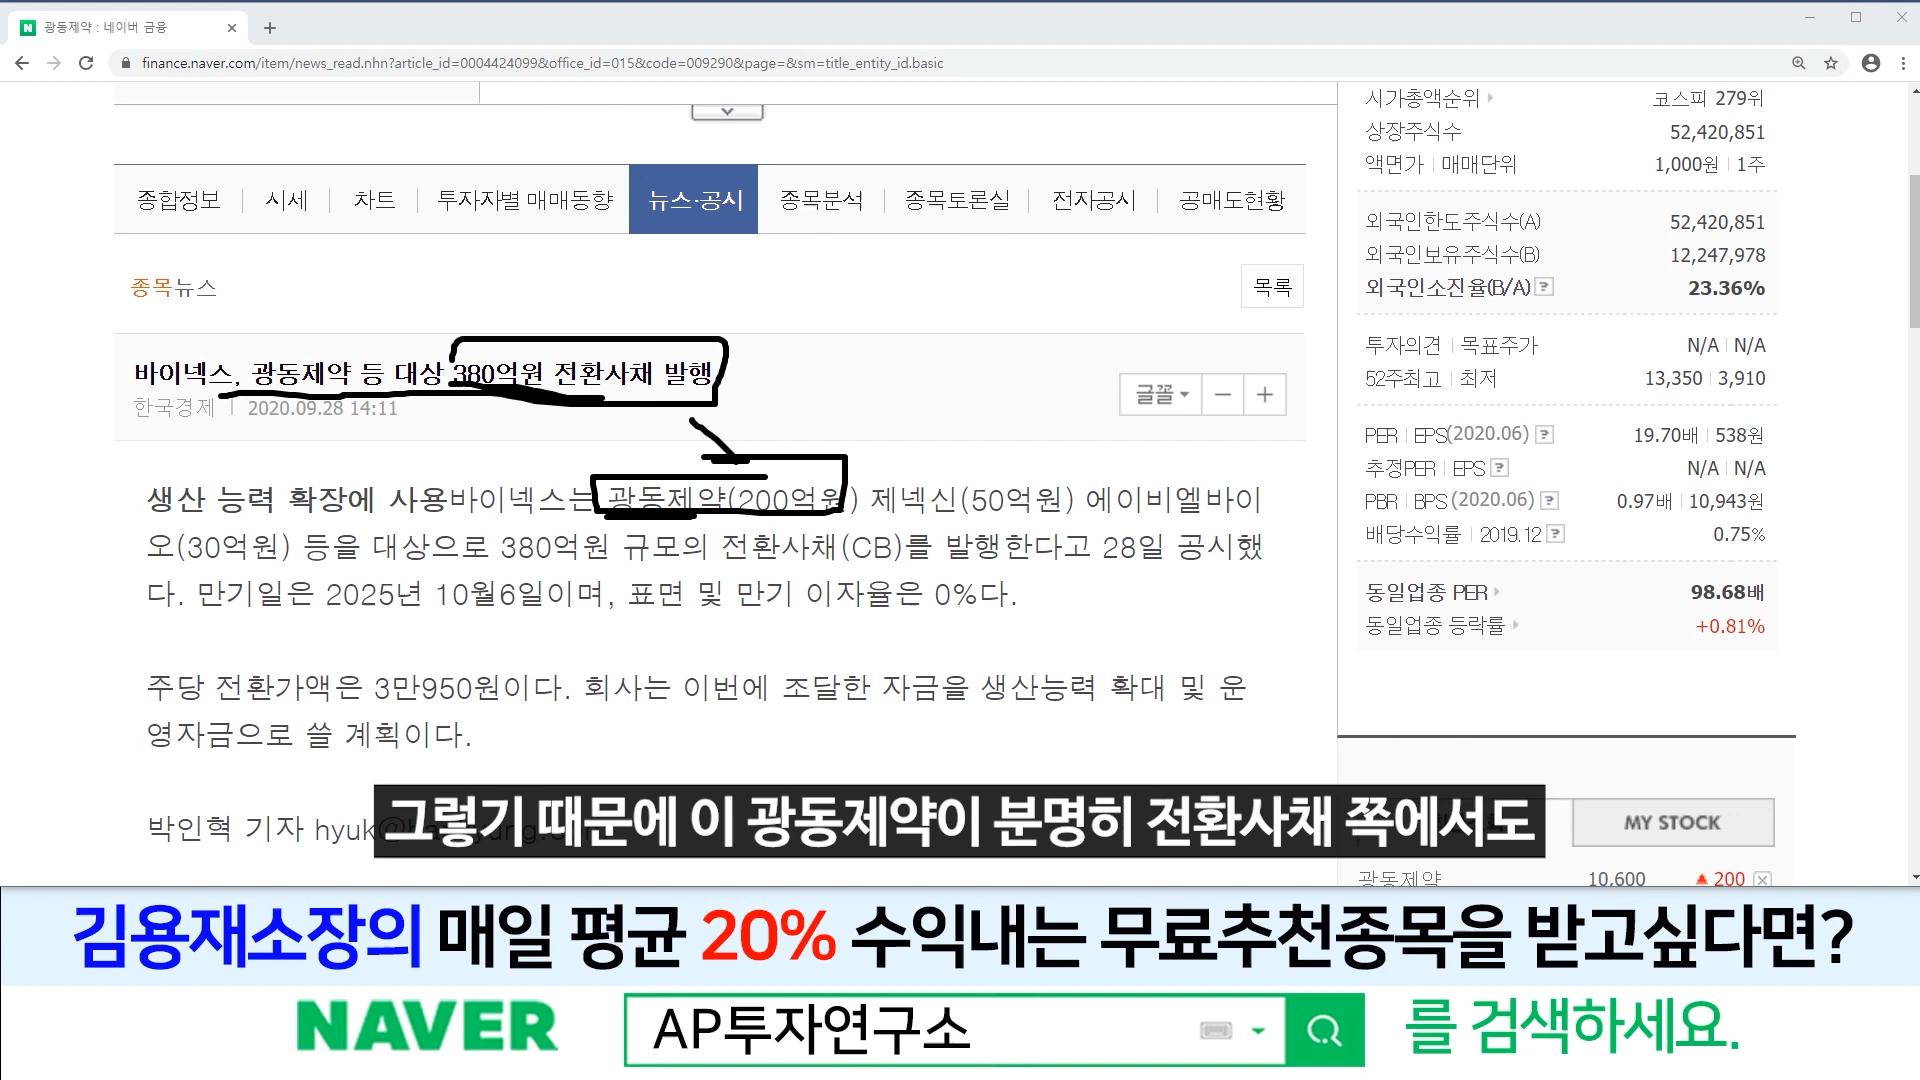 광동제약 : 네이버 금융
finance.naver.com/item/news_read.nhn?article_id=0004424099&office_id=015&code=009290&page=&sm=title_entity_id.basic
종합정보 시세 차트 투자자별 매매동향 뉴스·공시 종목분석 종목토론실 전자공시 공매도현황
종목뉴스
목록
바이넥스, 광동제약 등 대상 380억원 전환사채 발행
한국경제 2020.09.28 14:11
글꼴
생산 능력 확장에 사용바이넥스는 광동제약(200억원) 제넥신(50억원) 에이비엘바이
오(30억원) 등을 대상으로 380억원 규모의 전환사채(CB)를 발행한다고 28일 공시했
다. 만기일은 2025년 10월6일이며, 표면 및 만기 이자율은 0%다.
주당 전환가액은 3만950원이다. 회사는 이번에 조달한 자금을 생산능력 확대 및 운
영자금으로 쓸 계획이다.
박인혁 기자
시가총액순위 코스피 279위
상장주식수 52,420,851
액면가 매매단위 1,000원 1주
외국인한도주식수(A) 52,420,851
외국인보유주식수(B) 12,247,978
외국인소진율(B/A) 23.36%
투자의견 목표주가 N/A N/A
52주최고 최저 13,350 3,910
PER EPS(2020.06) 19.70배 538원
추정PER EPS N/A N/A
PBR BPS (2020.06) 0.97배 10,943원
배당수익률 2019.12 0.75%
동일업종 PER 98.68배
동일업종 등락률 +0.81%
MY STOCK
광동제약 10,600 ▲ 200
그렇기 때문에 이 광동제약이 분명히 전환사채 쪽에서도
김용재소장의 매일 평균 20% 수익내는 무료추천종목을 받고싶다면?
NAVER AP투자연구소 를 검색하세요.